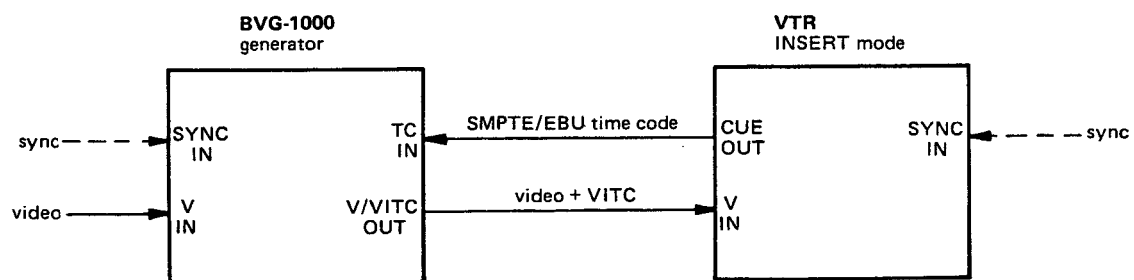 BVG-1000
generator
VTR
INSERT mode
sync
SYNC
IN
TC
IN
SMPTE/EBU time code
CUE
OUT
SYNC
IN
sync
video
V
IN
V/VITC
OUT
video + VITC
V
IN